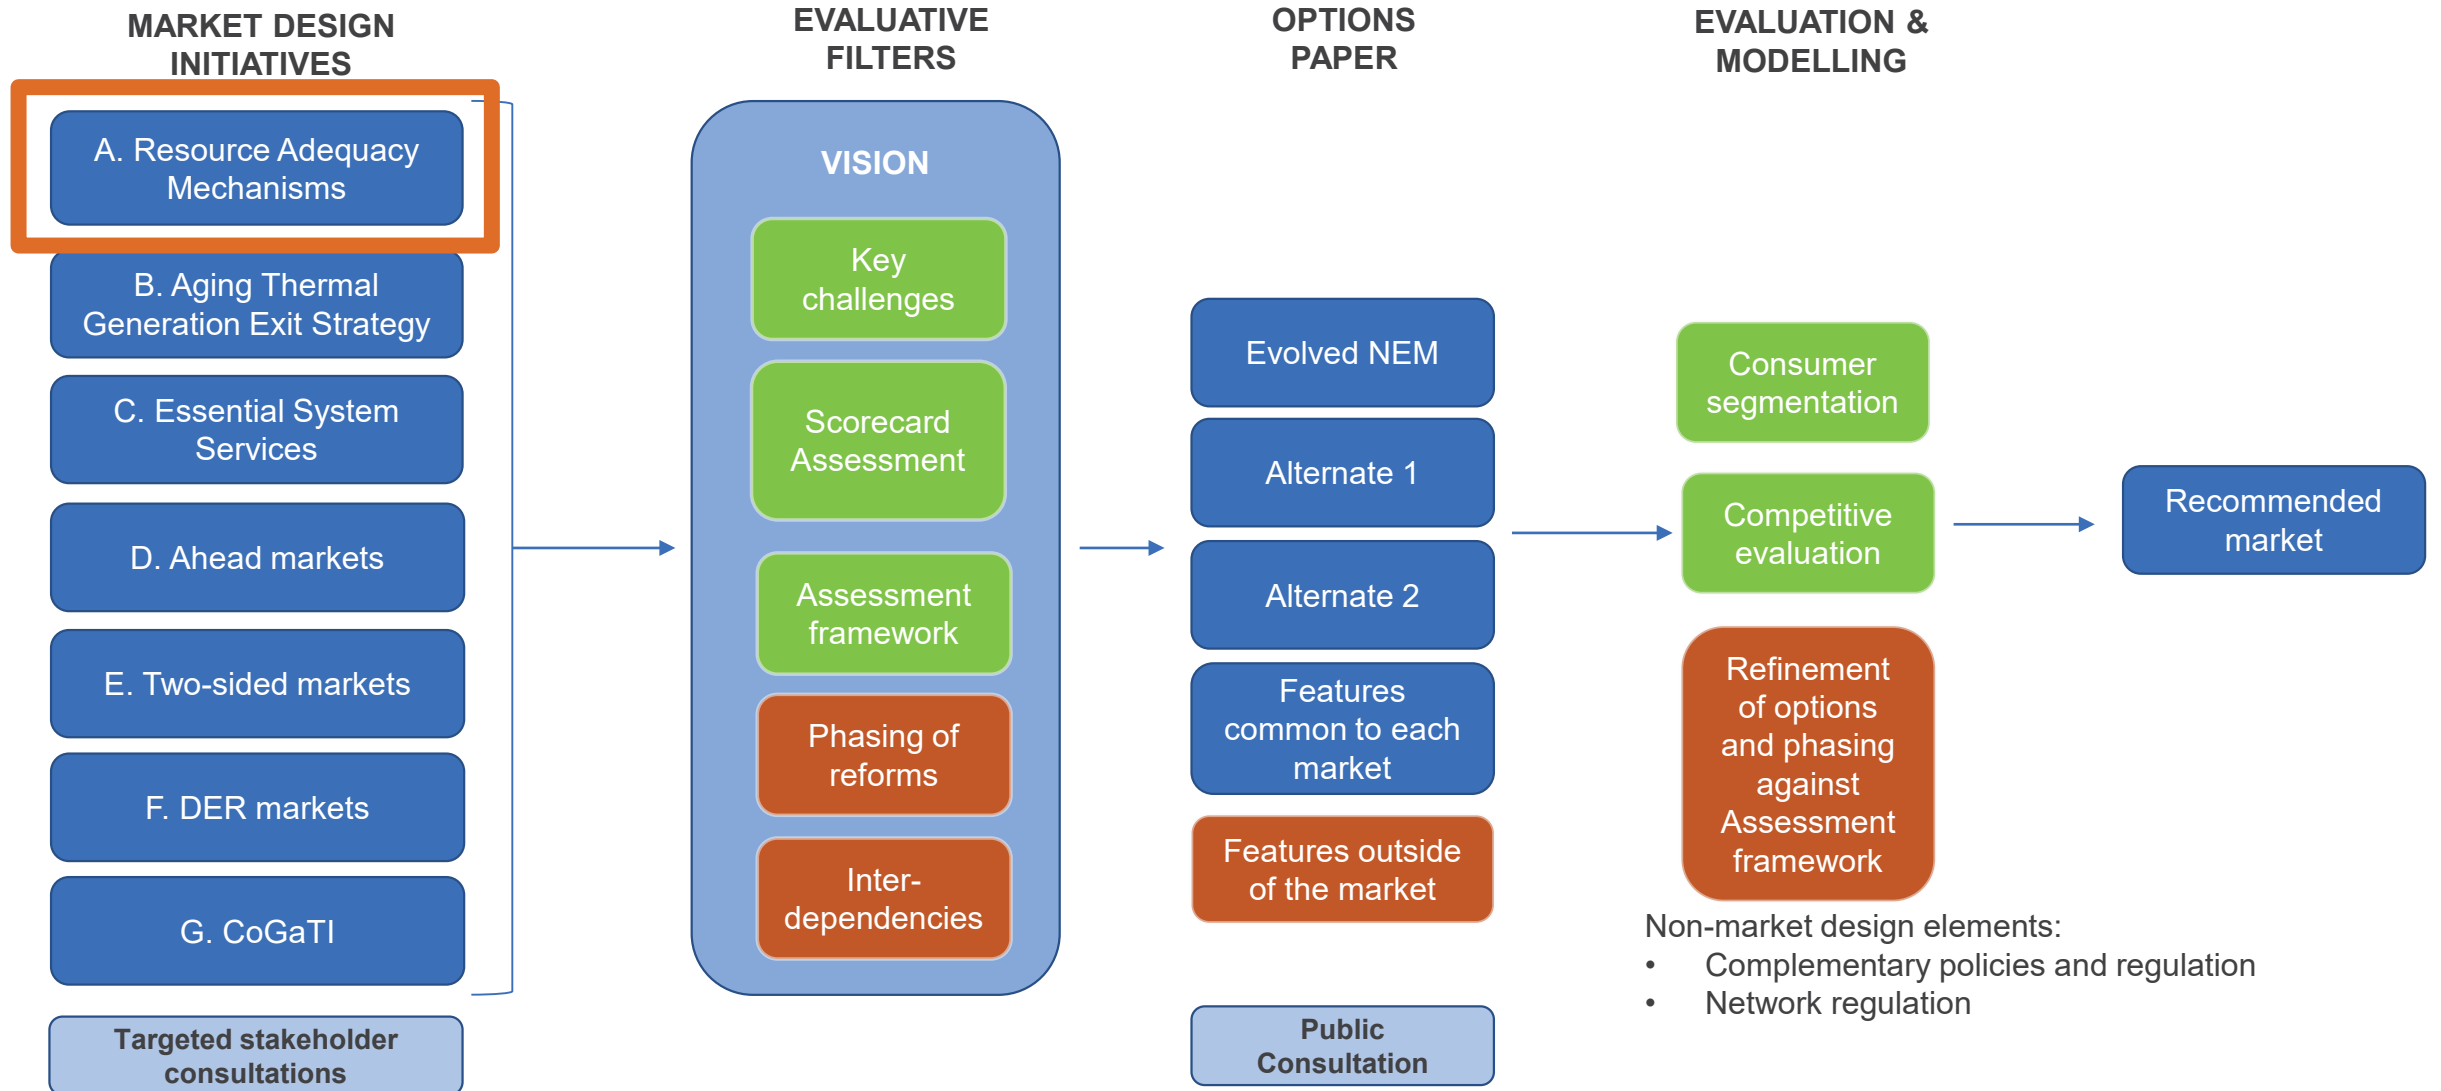 MARKET DESIGN
INITIATIVES
A. Resource Adequacy
Mechanisms
B. Aging Thermal
Generation Exit Strategy
C. Essential System
Services
D. Ahead markets
E. Two-sided markets
F. DER markets
G. CoGaTI
Targeted stakeholder
consultations
EVALUATIVE
FILTERS
VISION
Key
challenges
Scorecard
Assessment
Assessment
framework
Phasing of
reforms
Inter-
dependencies
OPTIONS
PAPER
Evolved NEM
Alternate 1
Alternate 2
Features
common to each
market
Features outside
of the market
Public
Consultation
EVALUATION &
MODELLING
Consumer
segmentation
Competitive
evaluation
Refinement
of options
and phasing
against
Assessment
framework
Non-market design elements:
• Complementary policies and regulation
• Network regulation
Recommended
market